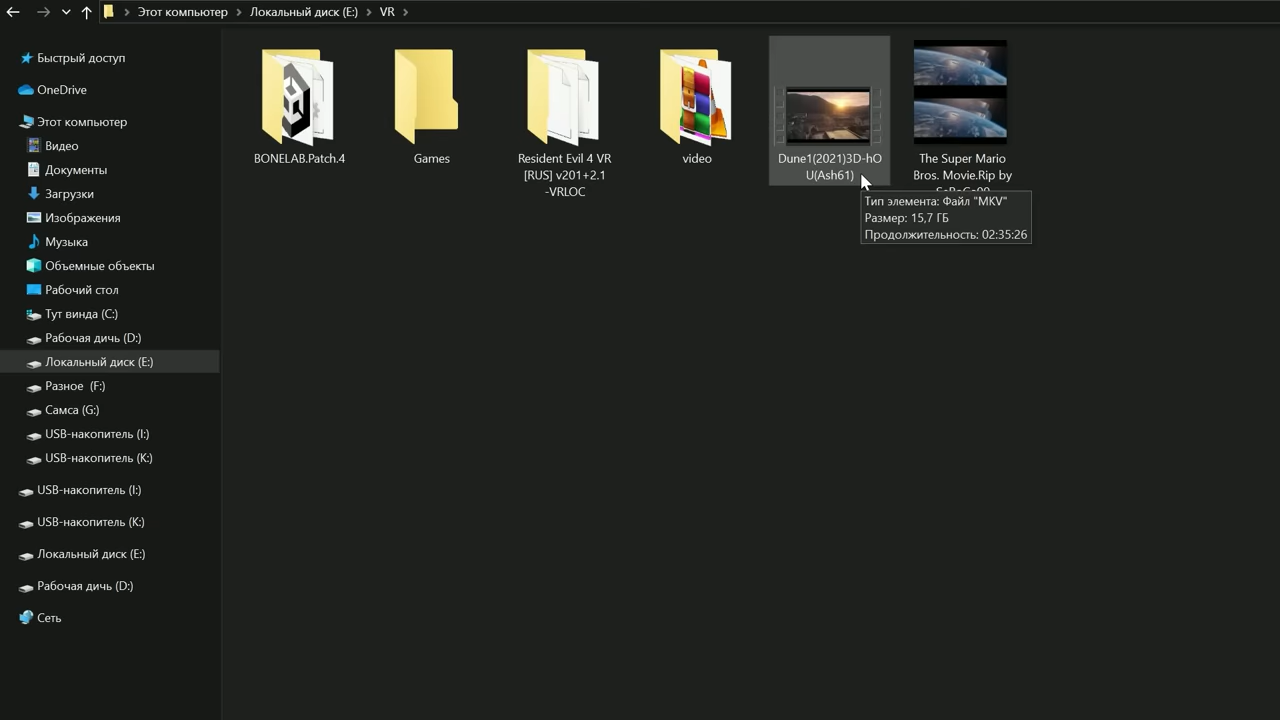 Этот компьютер
Локальный диск (E:)
VR
Быстрый доступ
OneDrive
Этот компьютер
Видео
Документы
Загрузки
Изображения
Музыка
Объемные объекты
Рабочий стол
Тут винда (C:)
Рабочая дичь (D:)
Локальный диск (E:)
Разное (F:)
Самса (G:)
USB-накопитель (I:)
USB-накопитель (K:)
USB-накопитель (I:)
USB-накопитель (K:)
Локальный диск (E:)
Рабочая дичь (D:)
Сеть
BONELAB.Patch.4
Games
Resident Evil 4 VR
[RUS] v201+2.1
-VRLOC
video
Dune1(2021)3D-hO
U(Ash61)
The Super Mario
Bros. Movie.Rip by
Тип элемента: Файл "MKV"
Размер: 15,7 ГБ
Продолжительность: 02:35:26